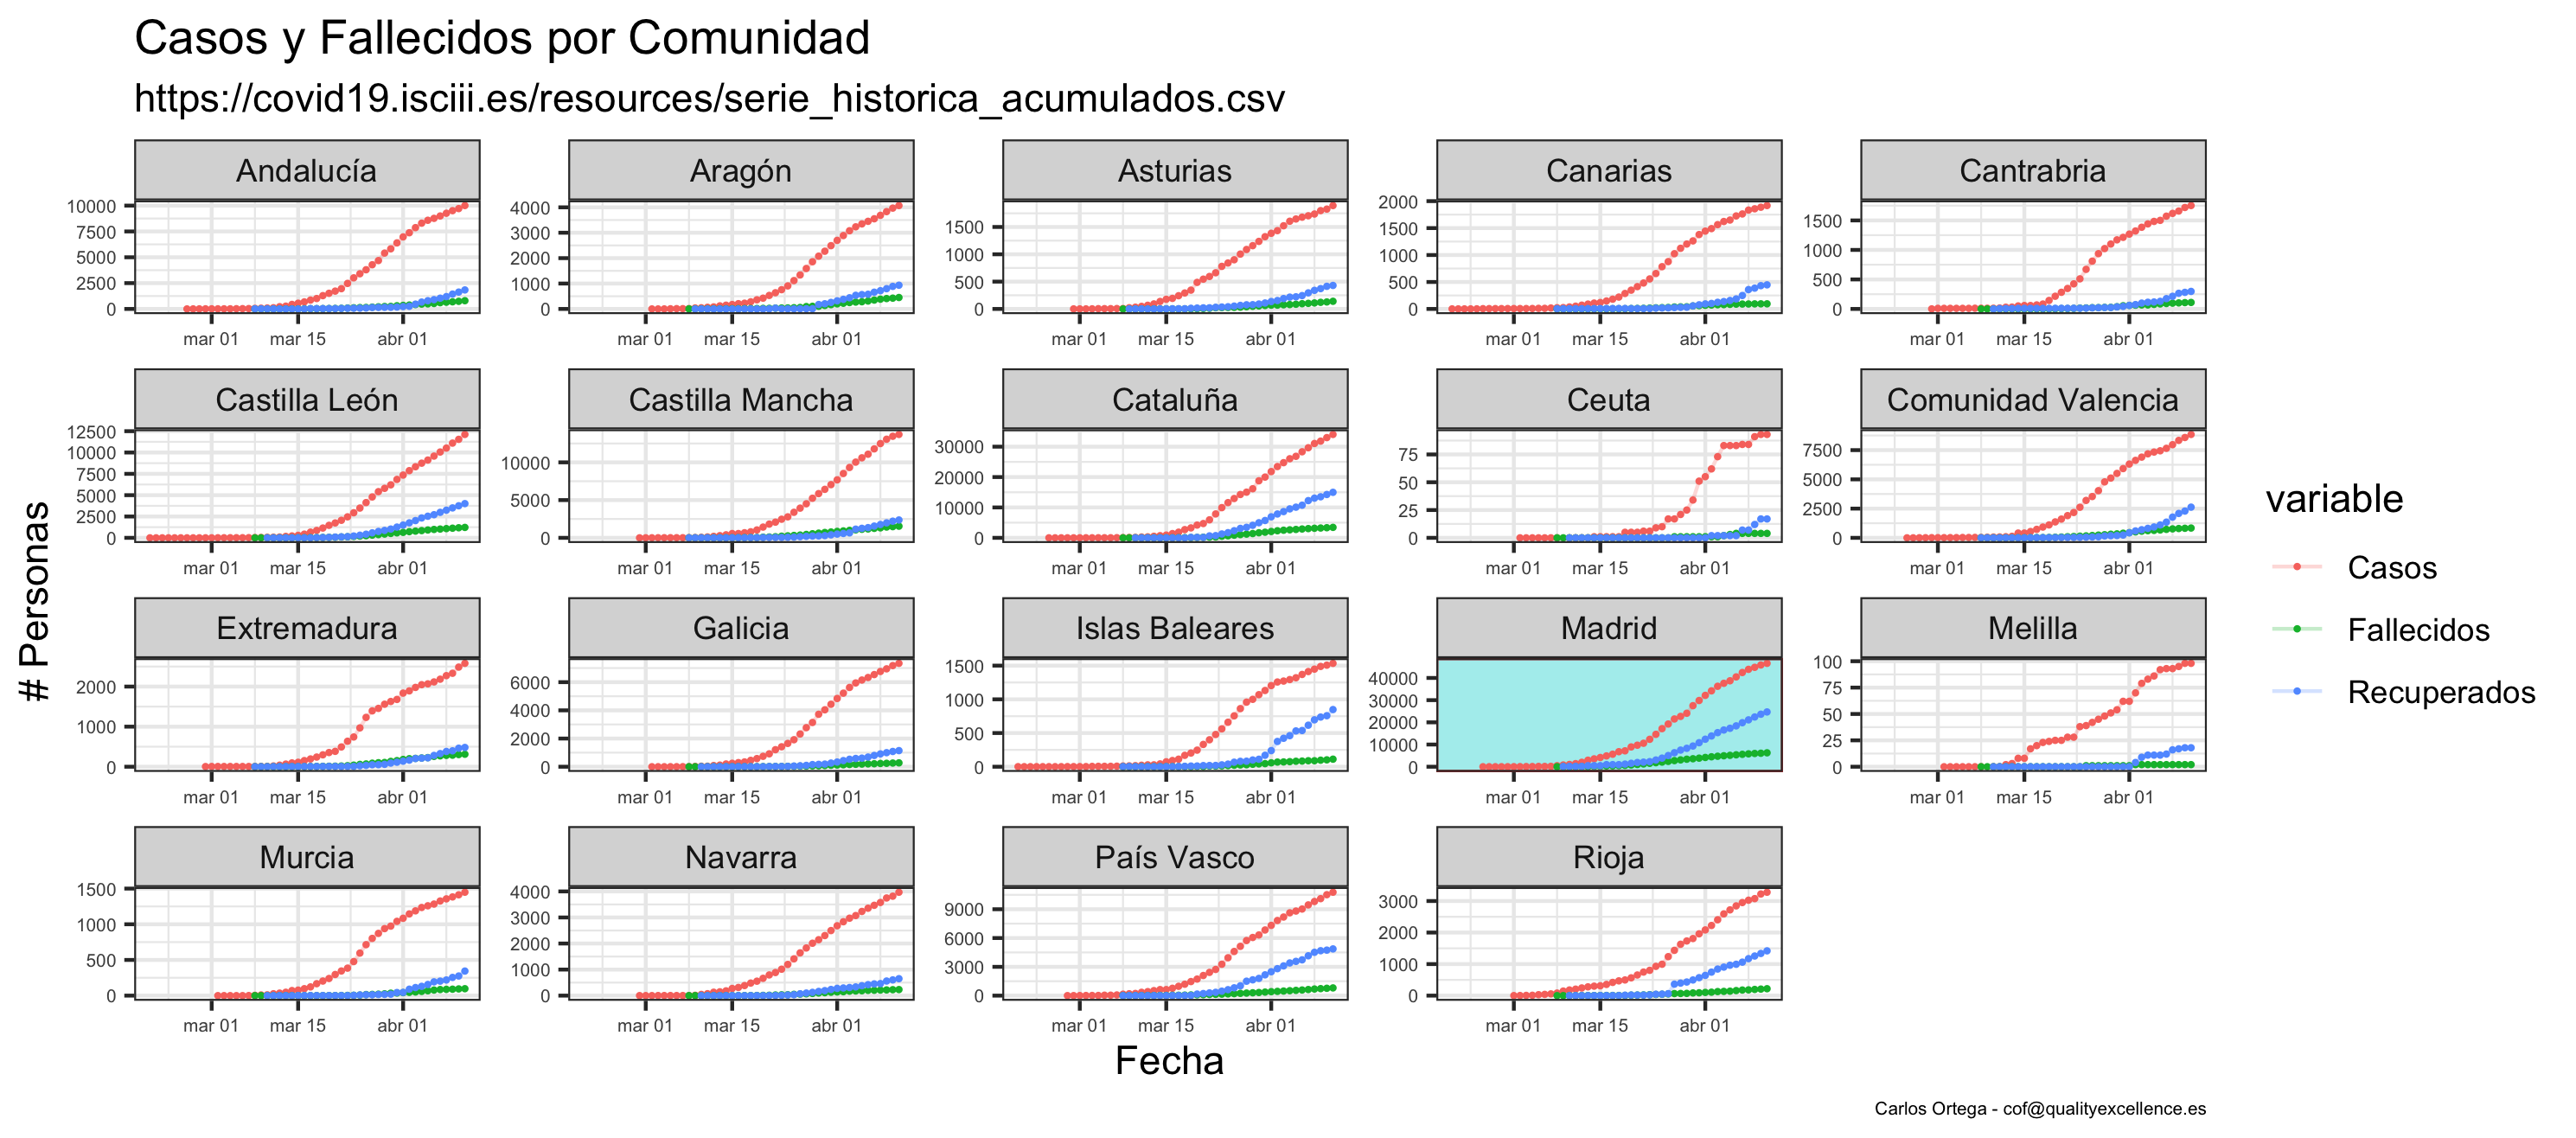 Casos y Fallecidos por Comunidad
https://covid19.isciii.es/resources/serie_historica_acumulados.csv
# Personas
Andalucía
10000
7500
5000
2500
0
mar 01 mar 15 abr 01
Aragón
4000
3000
2000
1000
0
mar 01 mar 15 abr 01
Asturias
1500
1000
500
0
mar 01 mar 15 abr 01
Canarias
2000
1500
1000
500
0
mar 01 mar 15 abr 01
Cantrabria
1500
1000
500
0
mar 01 mar 15 abr 01
Castilla León
12500
10000
7500
5000
2500
0
mar 01 mar 15 abr 01
Castilla Mancha
10000
5000
0
mar 01 mar 15 abr 01
Cataluña
30000
20000
10000
0
mar 01 mar 15 abr 01
Ceuta
75
50
25
0
mar 01 mar 15 abr 01
Comunidad Valencia
7500
5000
2500
0
mar 01 mar 15 abr 01
Extremadura
2000
1000
0
mar 01 mar 15 abr 01
Galicia
6000
4000
2000
0
mar 01 mar 15 abr 01
Islas Baleares
1500
1000
500
0
mar 01 mar 15 abr 01
Madrid
40000
30000
20000
10000
0
mar 01 mar 15 abr 01
Melilla
100
75
50
25
0
mar 01 mar 15 abr 01
Murcia
1500
1000
500
0
mar 01 mar 15 abr 01
Navarra
4000
3000
2000
1000
0
mar 01 mar 15 abr 01
País Vasco
9000
6000
3000
0
mar 01 mar 15 abr 01
Rioja
3000
2000
1000
0
mar 01 mar 15 abr 01
Fecha
variable
Casos
Fallecidos
Recuperados
Carlos Ortega - cof@qualityexcellence.es